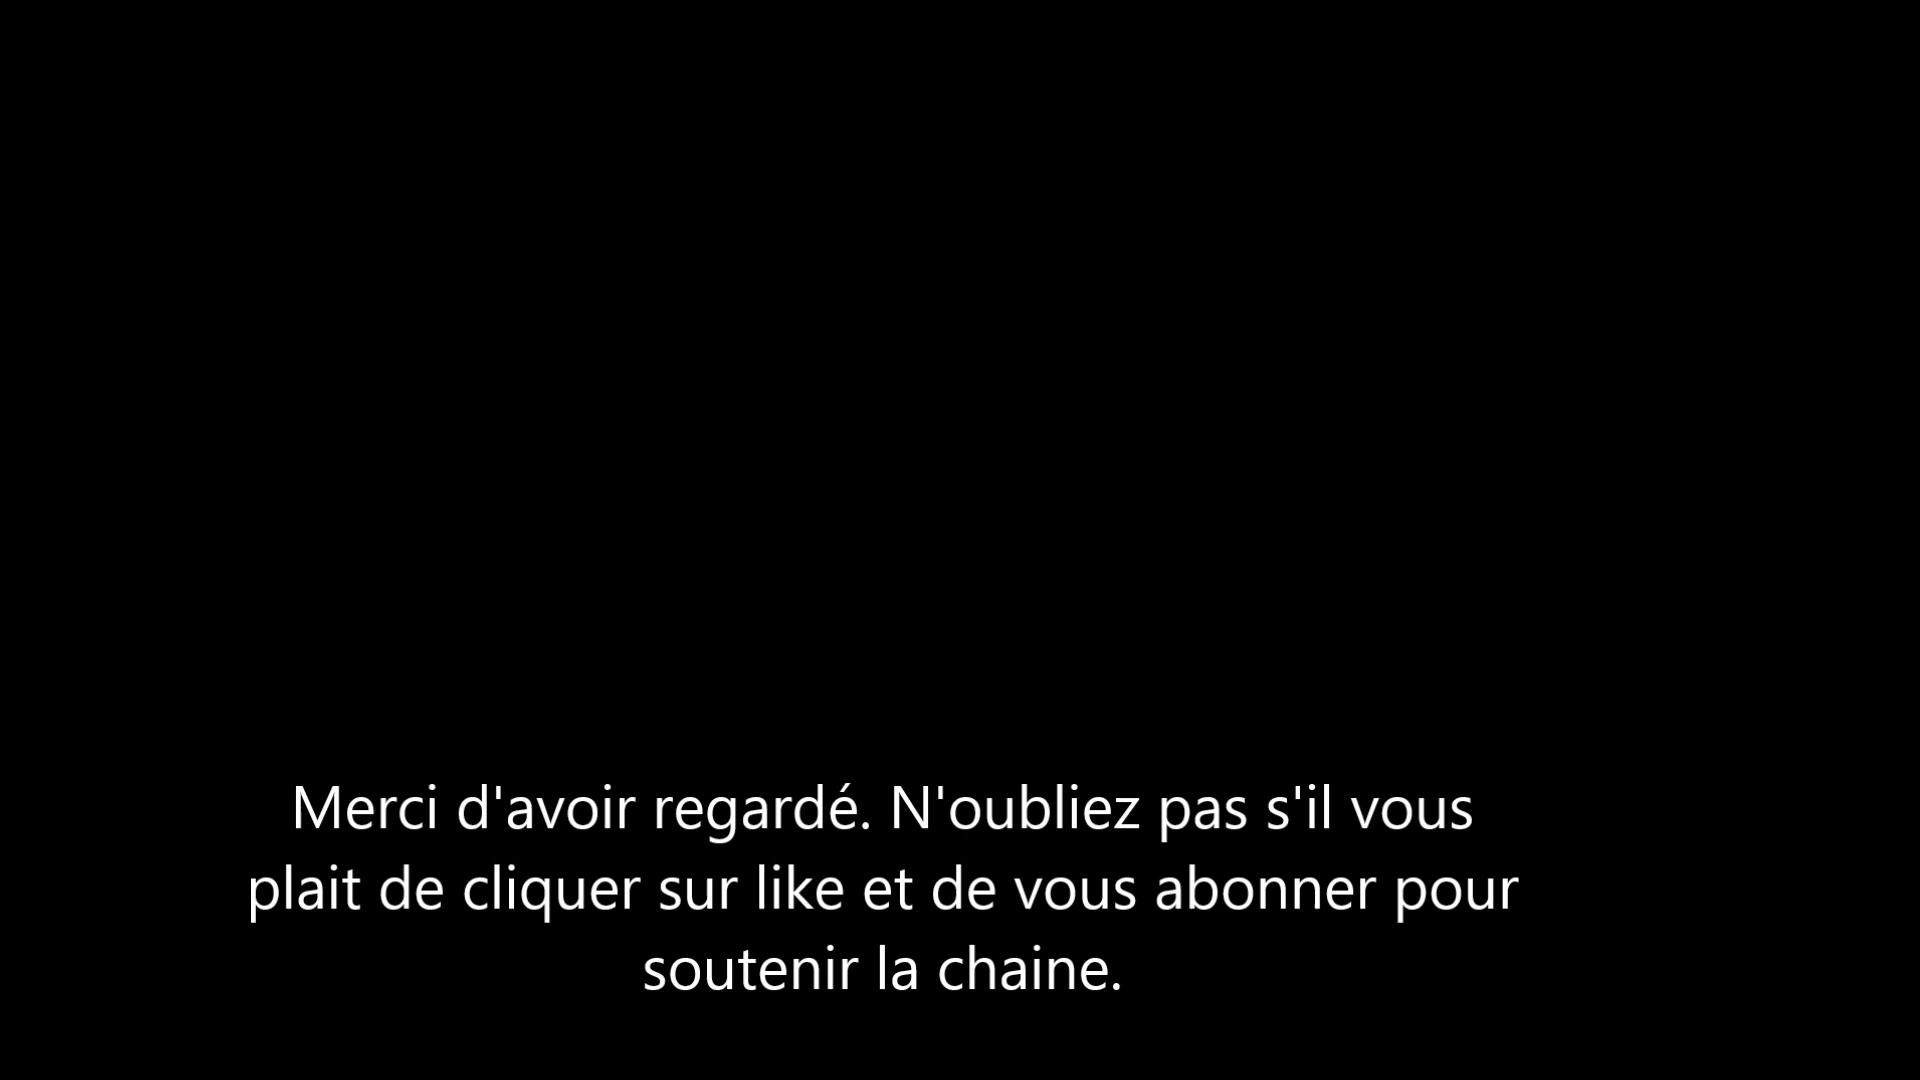 Merci d'avoir regardé. N'oubliez pas s'il vous
plait de cliquer sur like et de vous abonner pour
soutenir la chaine.